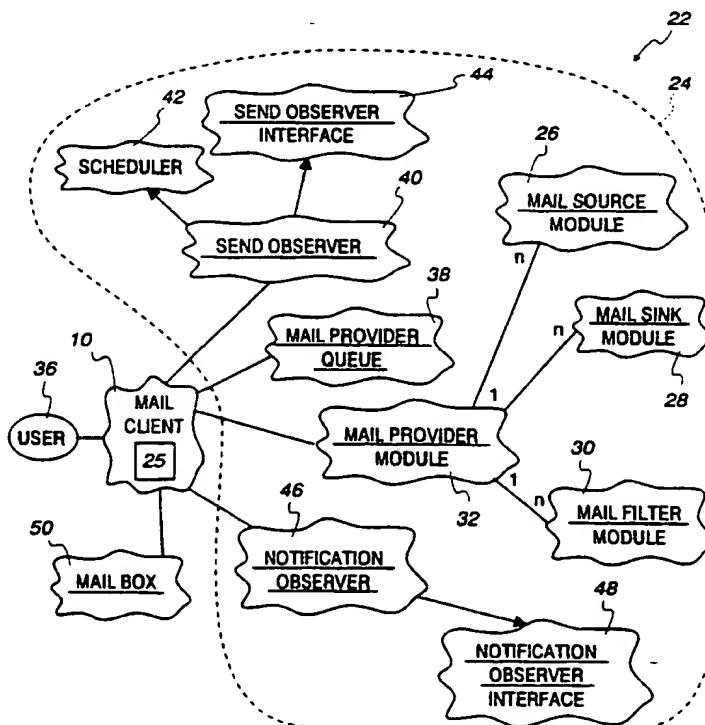 22
44
24
42
SEND OBSERVER
INTERFACE
26
SCHEDULER
MAIL SOURCE
MODULE
40
SEND OBSERVER
n
38
10
MAIL PROVIDER
QUEUE
n
MAIL SINK
MODULE
28
36
MAIL
CLIENT
25
USER
1
MAIL PROVIDER
MODULE
32
1
30
n
MAIL FILTER
MODULE
46
50
NOTIFICATION
OBSERVER
MAIL BOX
48
NOTIFICATION
OBSERVER
INTERFACE